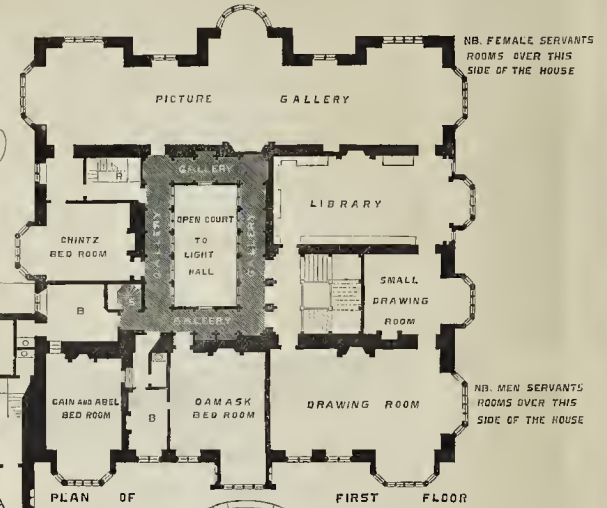 NB. FEMALE SERVANTS
ROOMS OVER THIS
SIDE OF THE HOUSE
PICTURE GALLERY
R
GALLERY
GALLERY
OPEN COURT
TO
LIGHT
HALL
GALLERY
LIBRARY
CHINTZ
BED ROOM
SMALL
DRAWING
ROOM
B
S
GALLERY
CAIN AND ABEL
BED ROOM
B
DAMASK
BED ROOM
DRAWING ROOM
NB. MEN SERVANTS
ROOMS OVER THIS
SIDE OF THE HOUSE
PLAN OF FIRST FLOOR